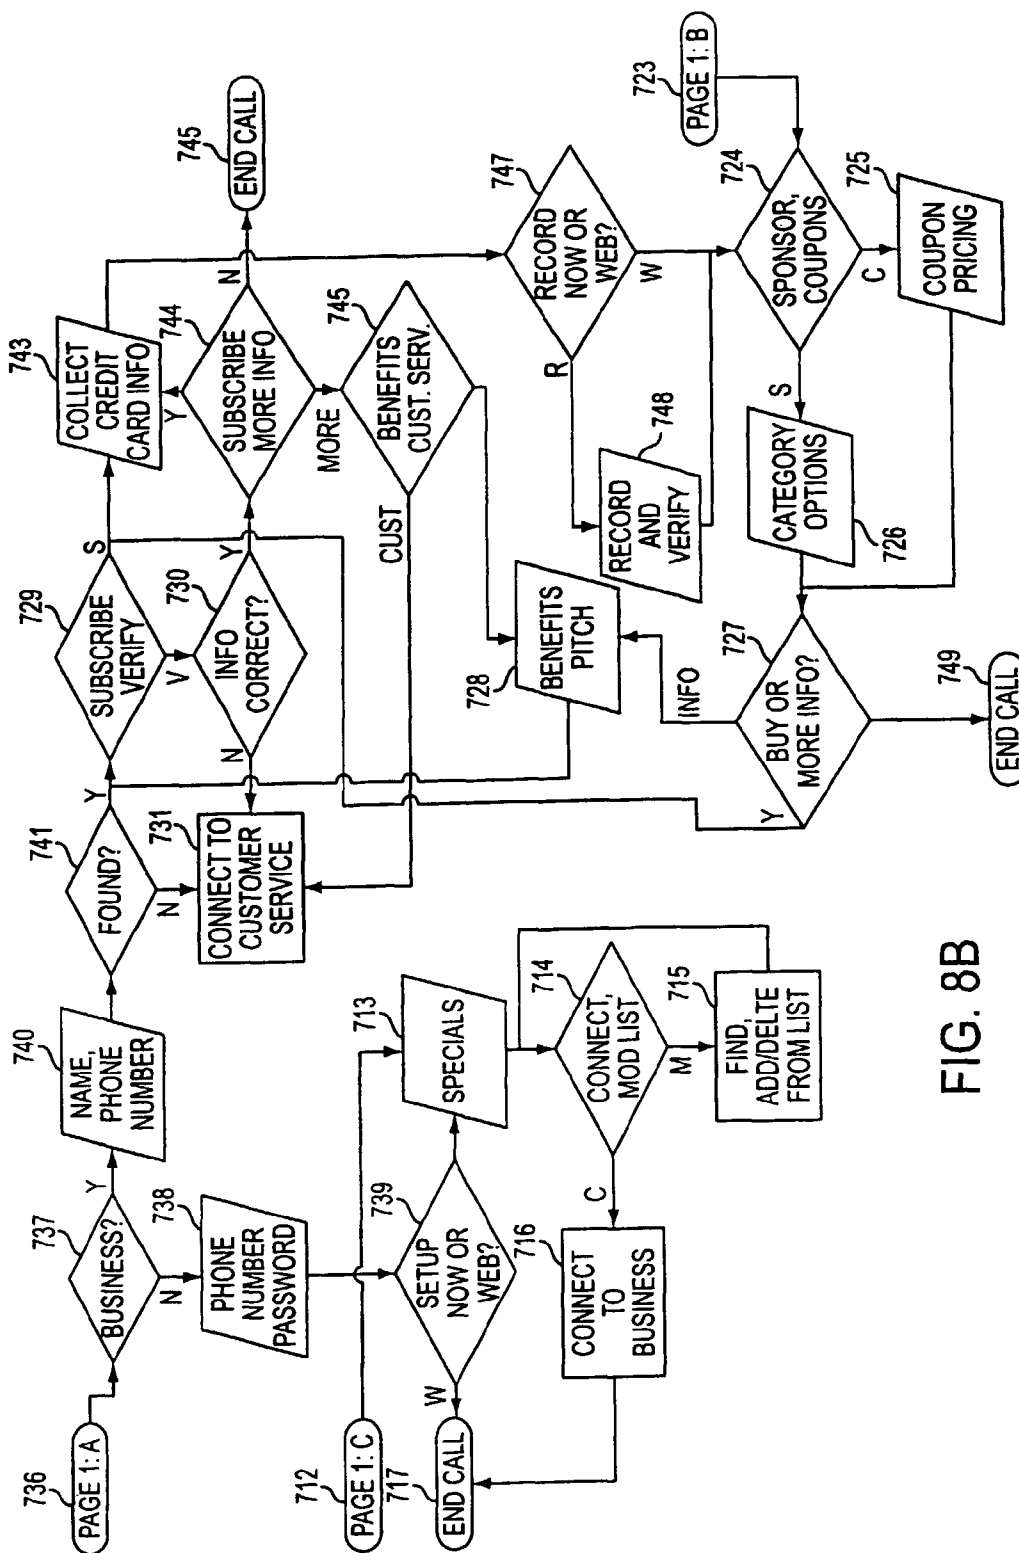 736
PAGE 1: A
737
BUSINESS?
Y
N
738
PHONE
NUMBER
PASSWORD
740
NAME,
PHONE
NUMBER
741
FOUND?
Y
N
731
CONNECT TO
CUSTOMER
SERVICE
729
SUBSCRIBE
VERIFY
S
V
730
INFO
CORRECT?
N
Y
743
COLLECT
CREDIT
CARD INFO
Y
744
SUBSCRIBE
MORE INFO
N
MORE
745
END CALL
745
BENEFITS
CUST. SERV.
CUST
712
PAGE 1: C
717
END CALL
W
739
SETUP
NOW OR
WEB?
713
SPECIALS
714
CONNECT,
MOD LIST
C
M
715
FIND,
ADD/DELTE
FROM LIST
716
CONNECT
TO
BUSINESS
728
BENEFITS
PITCH
INFO
747
RECORD
NOW OR
WEB?
R
W
748
RECORD
AND
VERIFY
723
PAGE 1: B
724
SPONSOR,
COUPONS
S
C
725
COUPON
PRICING
CATEGORY
OPTIONS
726
727
BUY OR
MORE INFO?
Y
749
END CALL
FIG. 8B